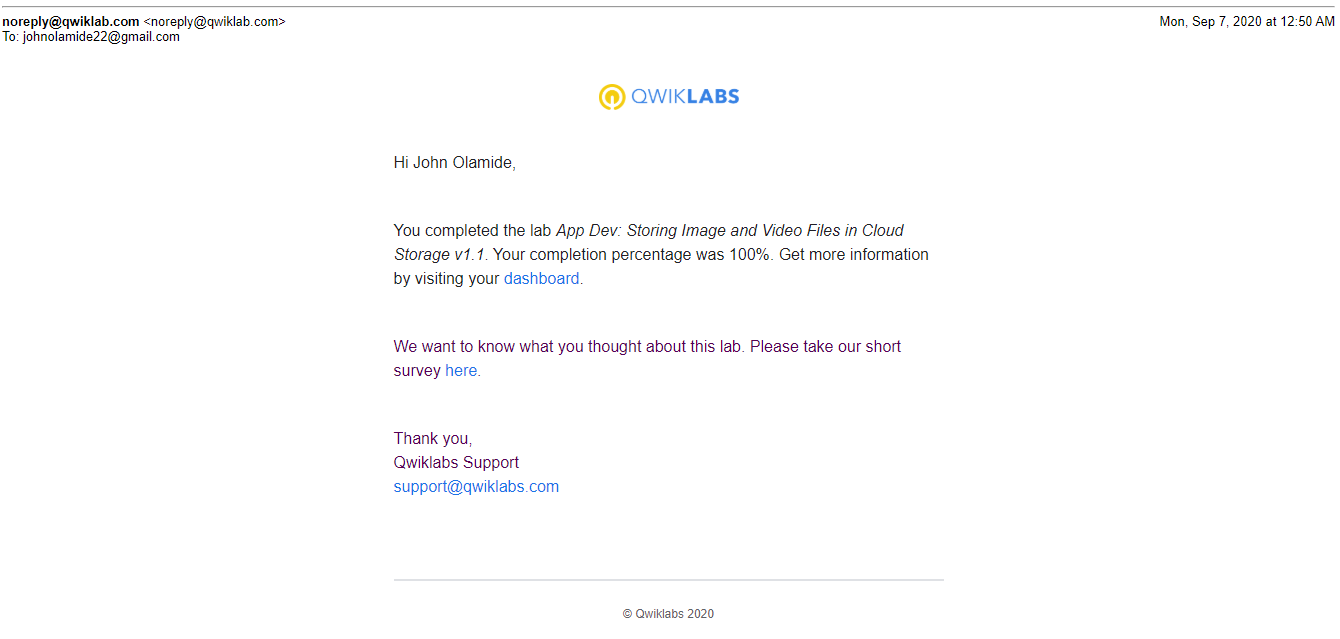 noreply@qwiklab.com <noreply@qwiklab.com> Mon, Sep 7, 2020 at 12:50 AM
To: johnolamide22@gmail.com
QWIKLABS
Hi John Olamide,
You completed the lab App Dev: Storing Image and Video Files in Cloud
Storage v1.1. Your completion percentage was 100%. Get more information
by visiting your dashboard.
We want to know what you thought about this lab. Please take our short
survey here.
Thank you,
Qwiklabs Support
support@qwiklabs.com
© Qwiklabs 2020